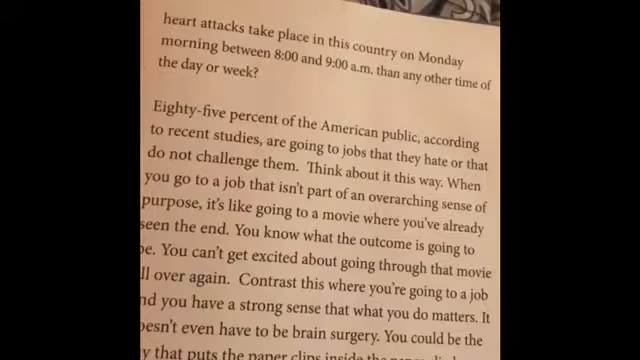 heart attacks take place in this country on Monday
morning between 8:00 and 9:00 a.m. than any other time of
the day or week?
Eighty-five percent of the American public, according
to recent studies, are going to jobs that they hate or that
do not challenge them. Think about it this way. When
you go to a job that isn't part of an overarching sense of
purpose, it's like going to a movie where you've already
seen the end. You know what the outcome is going to
be. You can't get excited about going through that movie
ll over again. Contrast this where you're going to a job
nd you have a strong sense that what you do matters. It
oesn't even have to be brain surgery. You could be the
y that puts the paper clips inside the